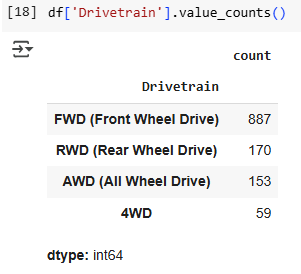 [18] df['Drivetrain'].value_counts()
count
Drivetrain
FWD (Front Wheel Drive) 887
RWD (Rear Wheel Drive) 170
AWD (All Wheel Drive) 153
4WD 59
dtype: int64